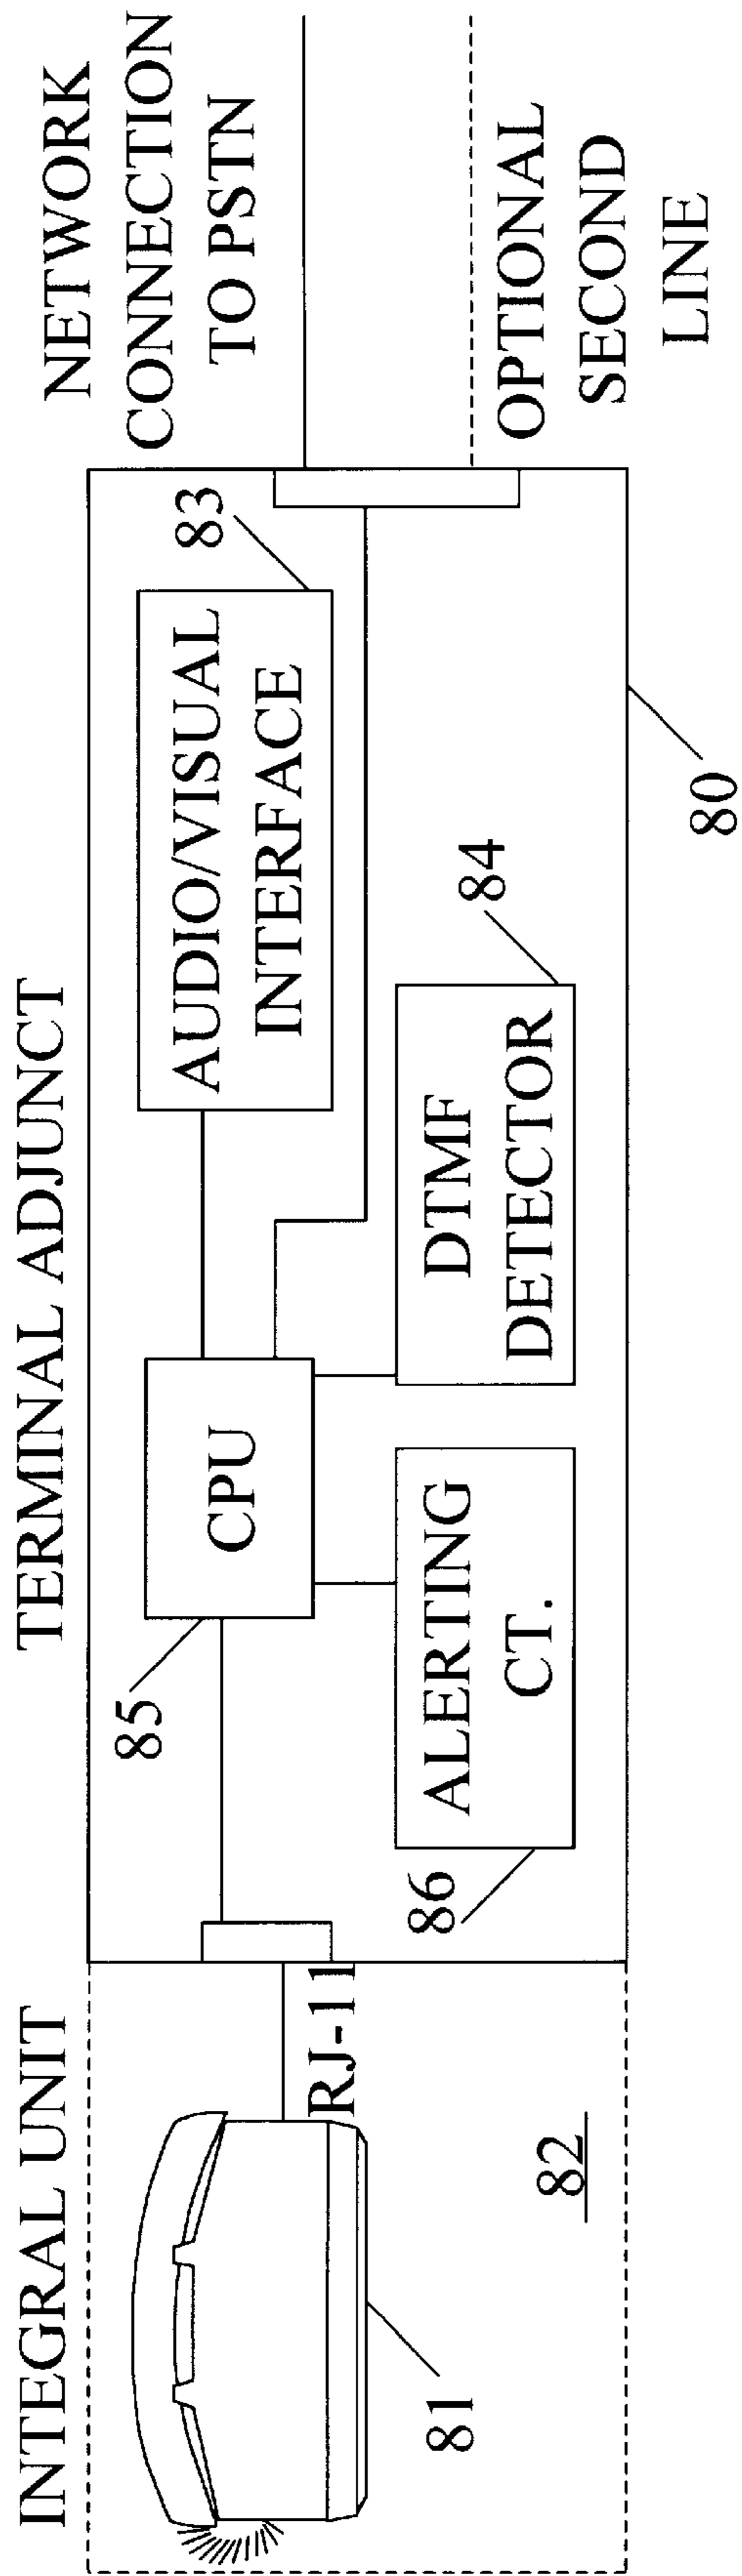 INTEGRAL UNIT
TERMINAL ADJUNCT
NETWORK
CONNECTION
TO PSTN
85
CPU
AUDIO/VISUAL
INTERFACE
83
RJ-11
81
82
86
ALERTING
CT.
DTMF
DETECTOR
84
80
OPTIONAL
SECOND
LINE